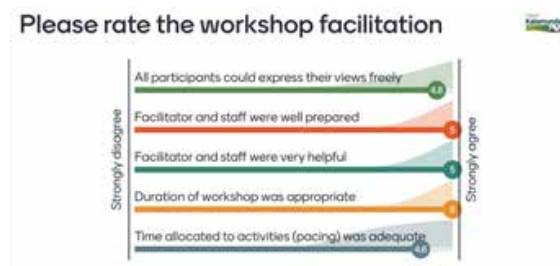 Please rate the workshop facilitation
Kalamunda
Strongly disagree
All participants could express their views freely
4.8
Facilitator and staff were well prepared
5
Facilitator and staff were very helpful
5
Duration of workshop was appropriate
5
Time allocated to activities (pacing) was adequate
4.6
Strongly agree